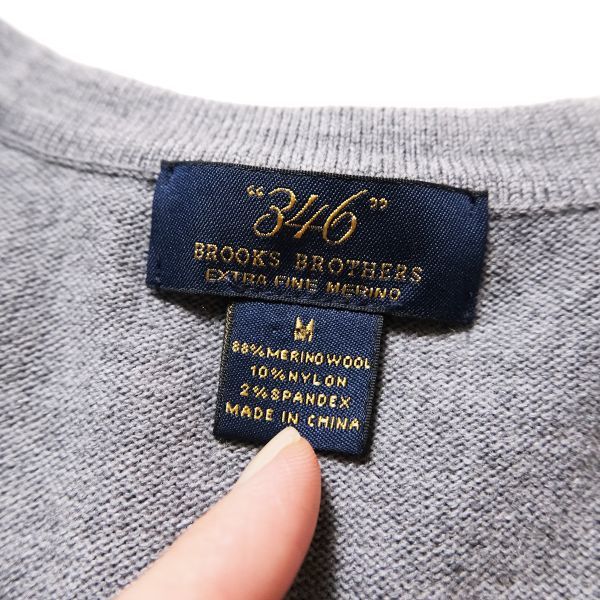 "346"
BROOKS BROTHERS
EXTRA FINE MERINO
M
88% MERINO WOOL
10% NYLON
2% SPANDEX
MADE IN CHINA